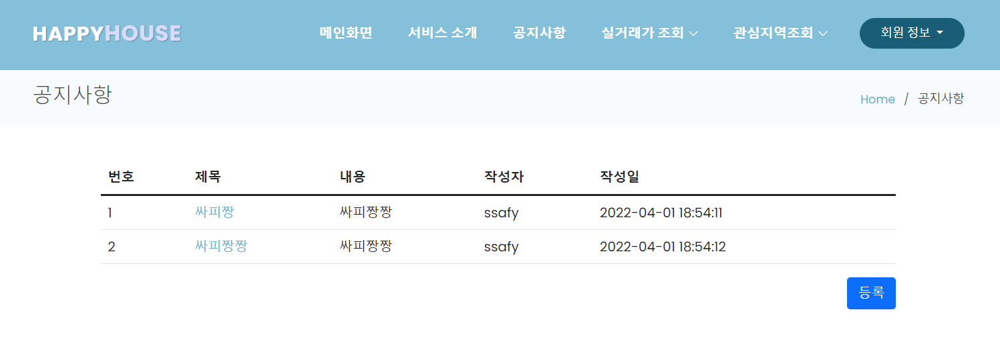 HAPPYHOUSE 메인화면 서비스 소개 공지사항 실거래가 조회 관심지역조회 회원 정보
공지사항 Home / 공지사항
번호 제목 내용 작성자 작성일
1 싸피짱 싸피짱짱 ssafy 2022-04-01 18:54:11
2 싸피짱짱 싸피짱짱 ssafy 2022-04-01 18:54:12
등록